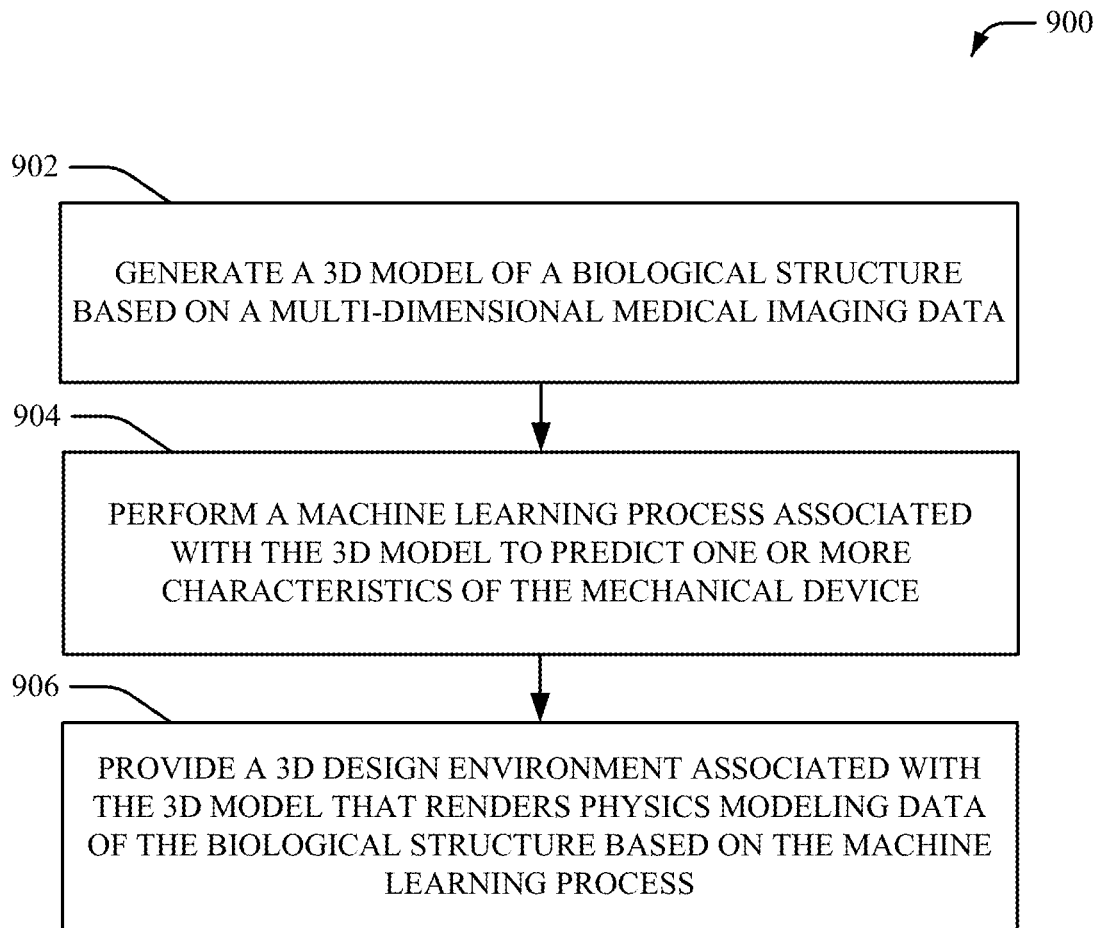 900
902
GENERATE A 3D MODEL OF A BIOLOGICAL STRUCTURE
BASED ON A MULTI-DIMENSIONAL MEDICAL IMAGING DATA
904
PERFORM A MACHINE LEARNING PROCESS ASSOCIATED
WITH THE 3D MODEL TO PREDICT ONE OR MORE
CHARACTERISTICS OF THE MECHANICAL DEVICE
906
PROVIDE A 3D DESIGN ENVIRONMENT ASSOCIATED WITH
THE 3D MODEL THAT RENDERS PHYSICS MODELING DATA
OF THE BIOLOGICAL STRUCTURE BASED ON THE MACHINE
LEARNING PROCESS